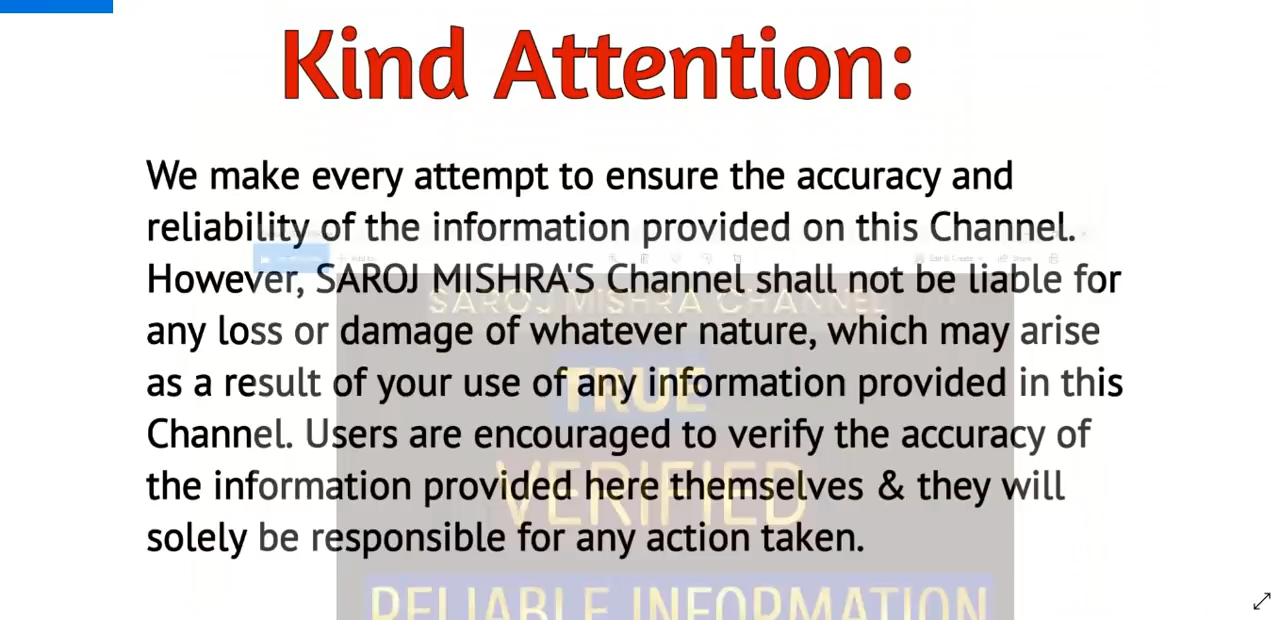 Kind Attention:
We make every attempt to ensure the accuracy and
reliability of the information provided on this Channel.
However, SAROJ MISHRA'S Channel shall not be liable for
any loss or damage of whatever nature, which may arise
as a result of your use of any information provided in this
Channel. Users are encouraged to verify the accuracy of
the information provided here themselves & they will
solely be responsible for any action taken.
SAROJ MISHRA CHANNEL
TRUE
VERIFIED
RELIABLE INFORMATION